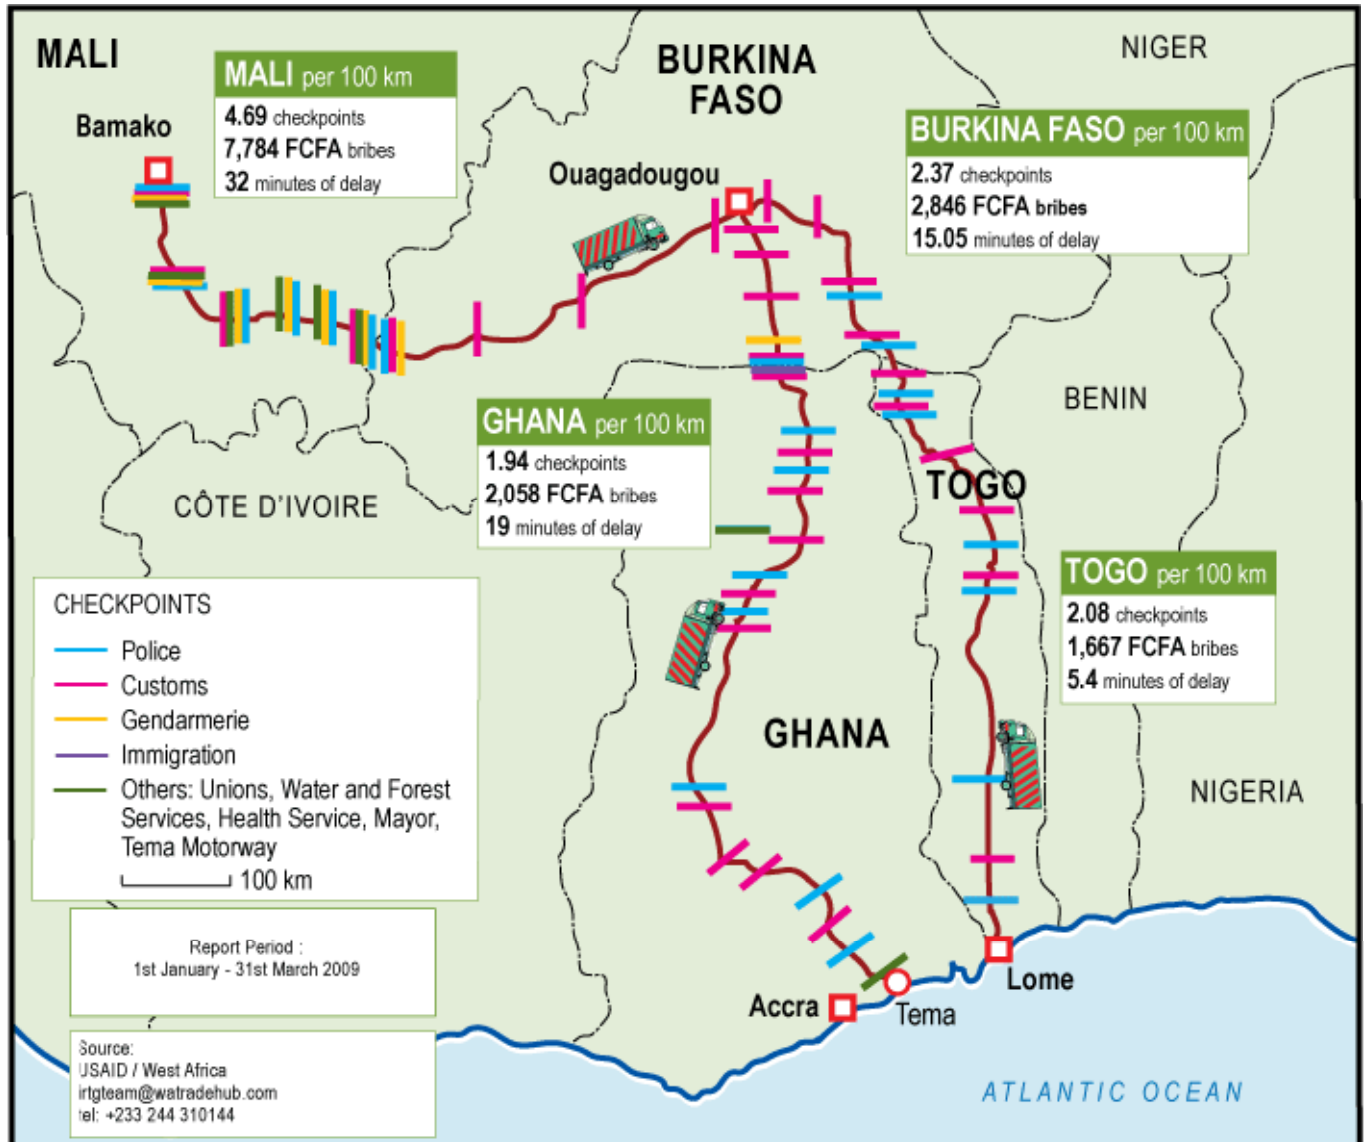 MALI
BURKINA
FASO
NIGER
MALI per 100 km
4.69 checkpoints
7,784 FCFA bribes
32 minutes of delay
Bamako
Ouagadougou
BURKINA FASO per 100 km
2.37 checkpoints
2,846 FCFA bribes
15.05 minutes of delay
BENIN
GHANA per 100 km
1.94 checkpoints
2,058 FCFA bribes
19 minutes of delay
CÔTE D'IVOIRE
TOGO
TOGO per 100 km
2.08 checkpoints
1,667 FCFA bribes
5.4 minutes of delay
CHECKPOINTS
Police
Customs
Gendarmerie
Immigration
Others: Unions, Water and Forest
Services, Health Service, Mayor,
Tema Motorway
100 km
GHANA
NIGERIA
Report Period :
1st January - 31st March 2009
Accra
Tema
Lome
Source:
USAID / West Africa
irtgteam@watradehub.com
tel: +233 244 310144
ATLANTIC OCEAN